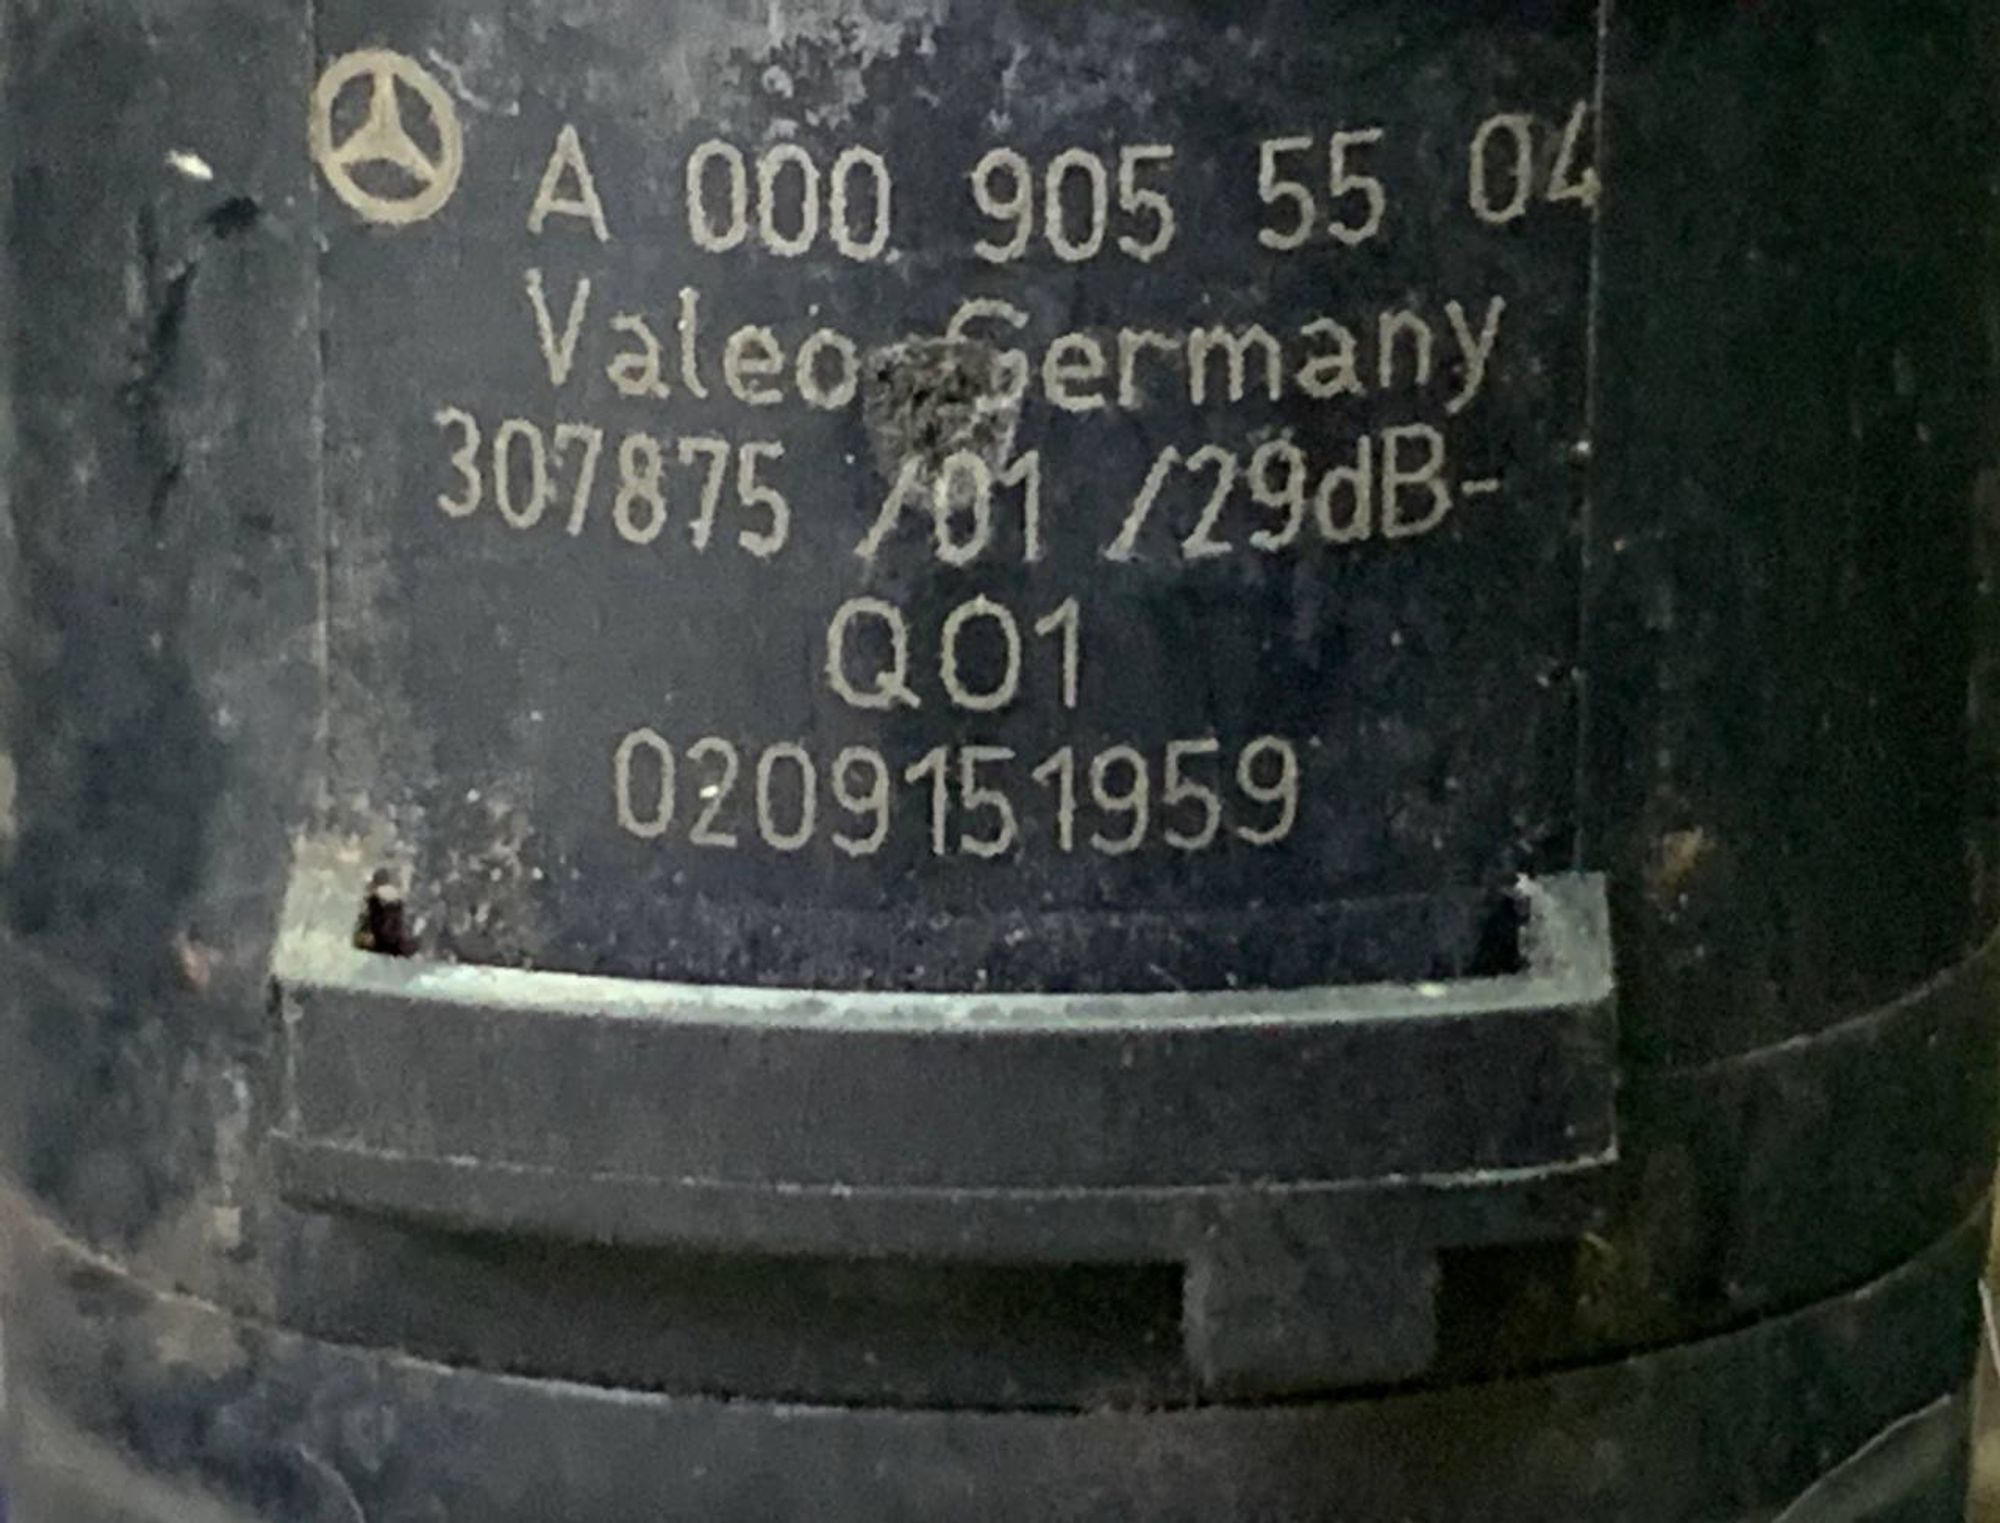 A 000 905 55 04
Valeo Germany
307875 /01 /29dB-
Q01
0209151959